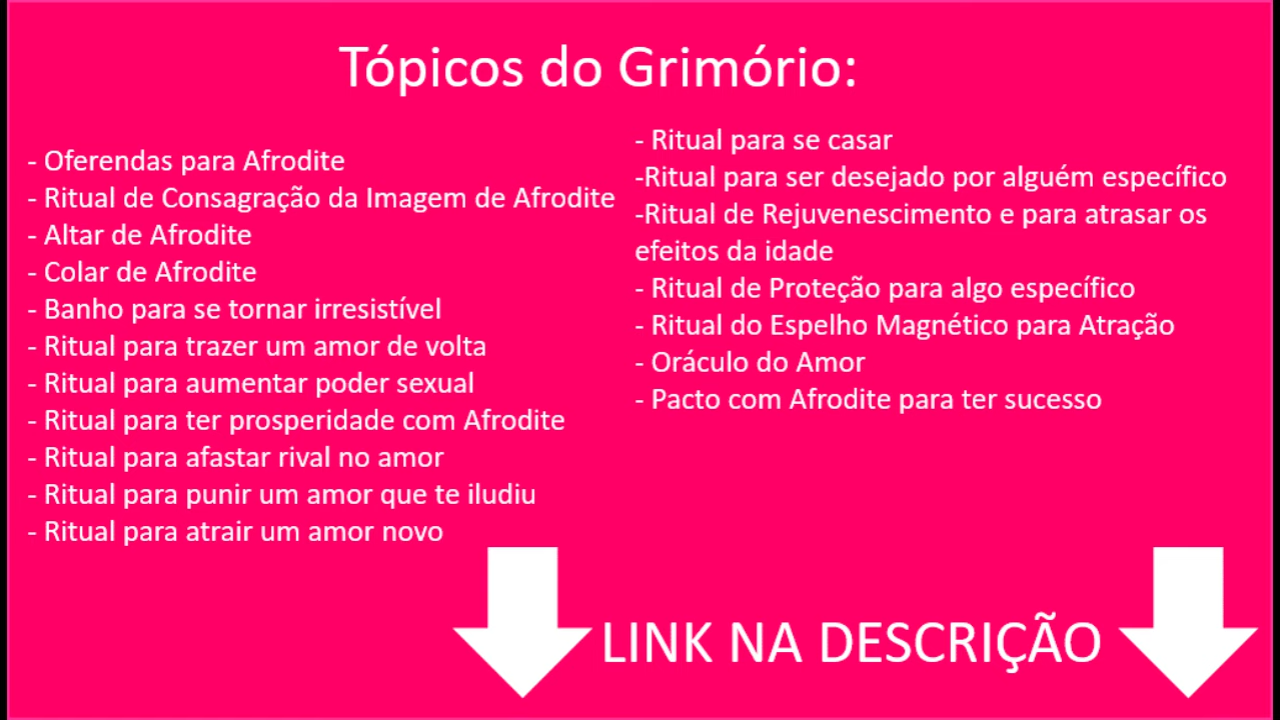 Tópicos do Grimório:
- Oferendas para Afrodite
- Ritual de Consagração da Imagem de Afrodite
- Altar de Afrodite
- Colar de Afrodite
- Banho para se tornar irresistível
- Ritual para trazer um amor de volta
- Ritual para aumentar poder sexual
- Ritual para ter prosperidade com Afrodite
- Ritual para afastar rival no amor
- Ritual para punir um amor que te iludiu
- Ritual para atrair um amor novo
- Ritual para se casar
-Ritual para ser desejado por alguém específico
-Ritual de Rejuvenescimento e para atrasar os
efeitos da idade
- Ritual de Proteção para algo específico
- Ritual do Espelho Magnético para Atração
- Oráculo do Amor
- Pacto com Afrodite para ter sucesso
LINK NA DESCRIÇÃO